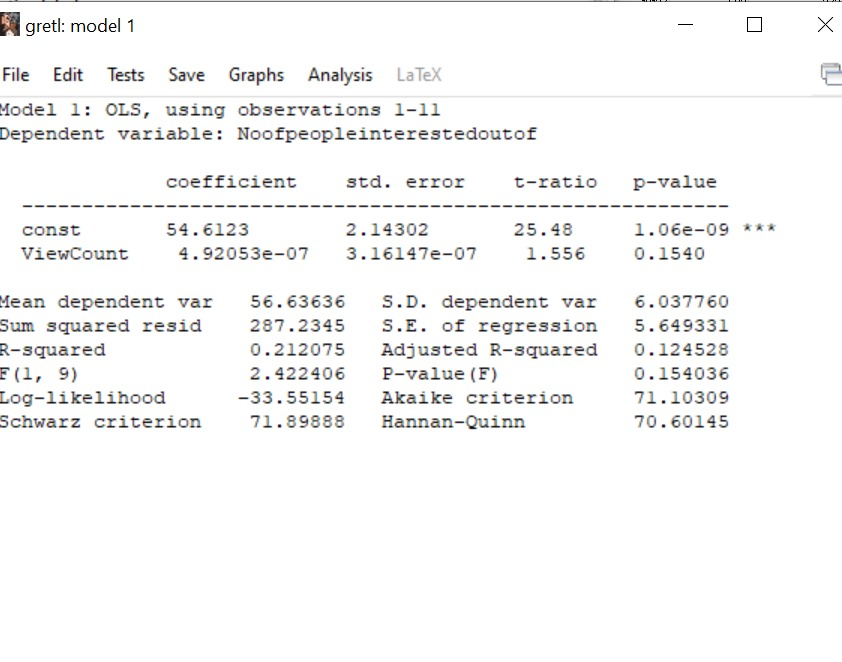 gretl: model 1
File Edit Tests Save Graphs Analysis LaTeX
Model 1: OLS, using observations 1-11
Dependent variable: Noofpeopleinterestedoutof
coefficient std. error t-ratio p-value
---------------------------------------------------------
const 54.6123 2.14302 25.48 1.06e-09 ***
ViewCount 4.92053e-07 3.16147e-07 1.556 0.1540
Mean dependent var 56.63636 S.D. dependent var 6.037760
Sum squared resid 287.2345 S.E. of regression 5.649331
R-squared 0.212075 Adjusted R-squared 0.124528
F(1, 9) 2.422406 P-value(F) 0.154036
Log-likelihood -33.55154 Akaike criterion 71.10309
Schwarz criterion 71.89888 Hannan-Quinn 70.60145